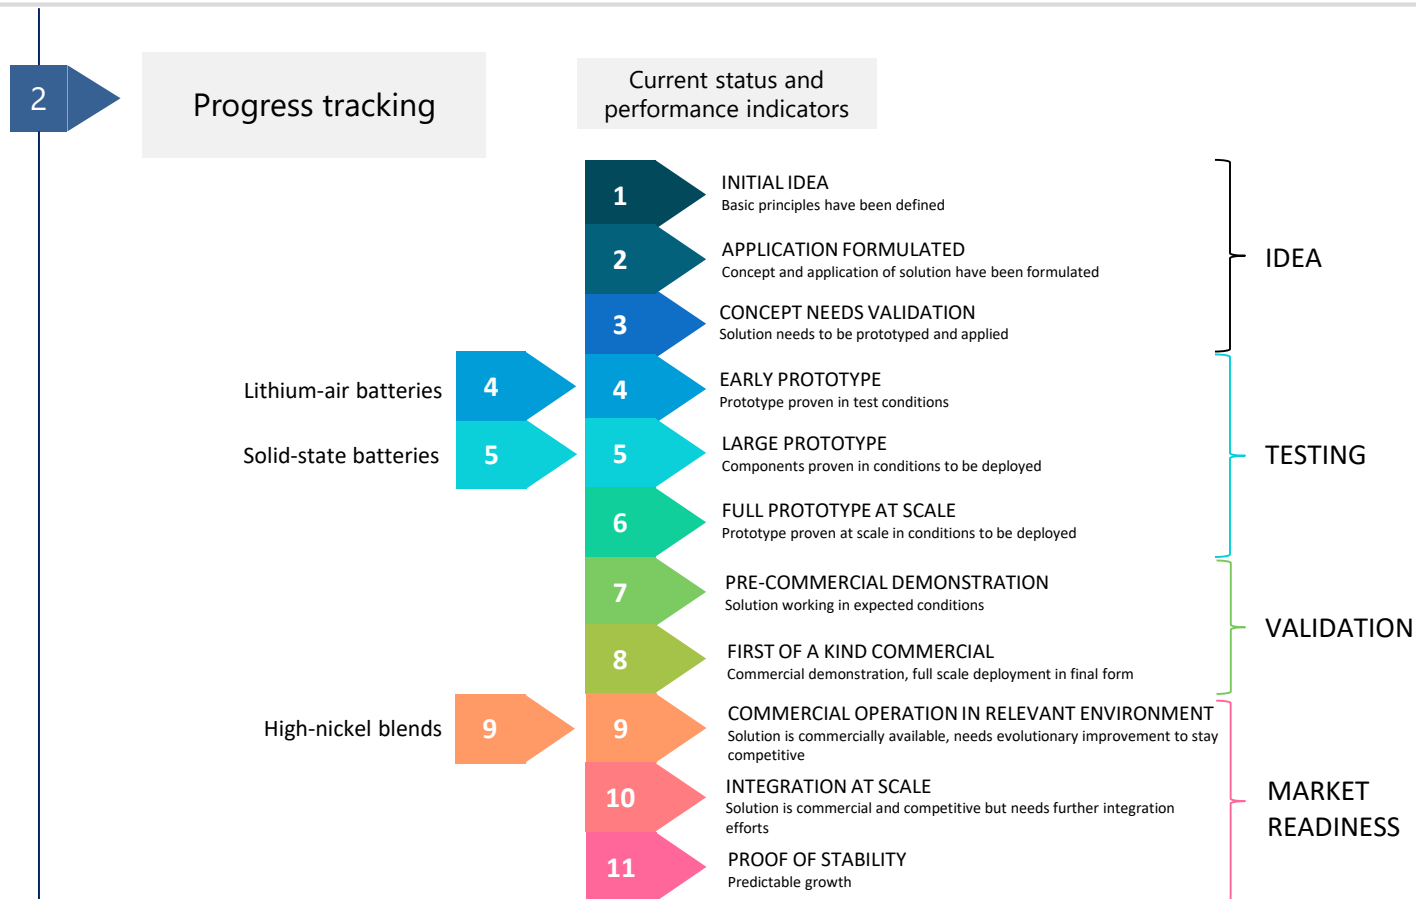 2
Progress tracking
Current status and
performance indicators
1
INITIAL IDEA
Basic principles have been defined
2
APPLICATION FORMULATED
Concept and application of solution have been formulated
3
CONCEPT NEEDS VALIDATION
Solution needs to be prototyped and applied
IDEA
Lithium-air batteries
4
4
EARLY PROTOTYPE
Prototype proven in test conditions
Solid-state batteries
5
5
LARGE PROTOTYPE
Components proven in conditions to be deployed
6
FULL PROTOTYPE AT SCALE
Prototype proven at scale in conditions to be deployed
TESTING
7
PRE-COMMERCIAL DEMONSTRATION
Solution working in expected conditions
8
FIRST OF A KIND COMMERCIAL
Commercial demonstration, full scale deployment in final form
VALIDATION
High-nickel blends
9
9
COMMERCIAL OPERATION IN RELEVANT ENVIRONMENT
Solution is commercially available, needs evolutionary improvement to stay
competitive
10
INTEGRATION AT SCALE
Solution is commercial and competitive but needs further integration
efforts
11
PROOF OF STABILITY
Predictable growth
MARKET
READINESS